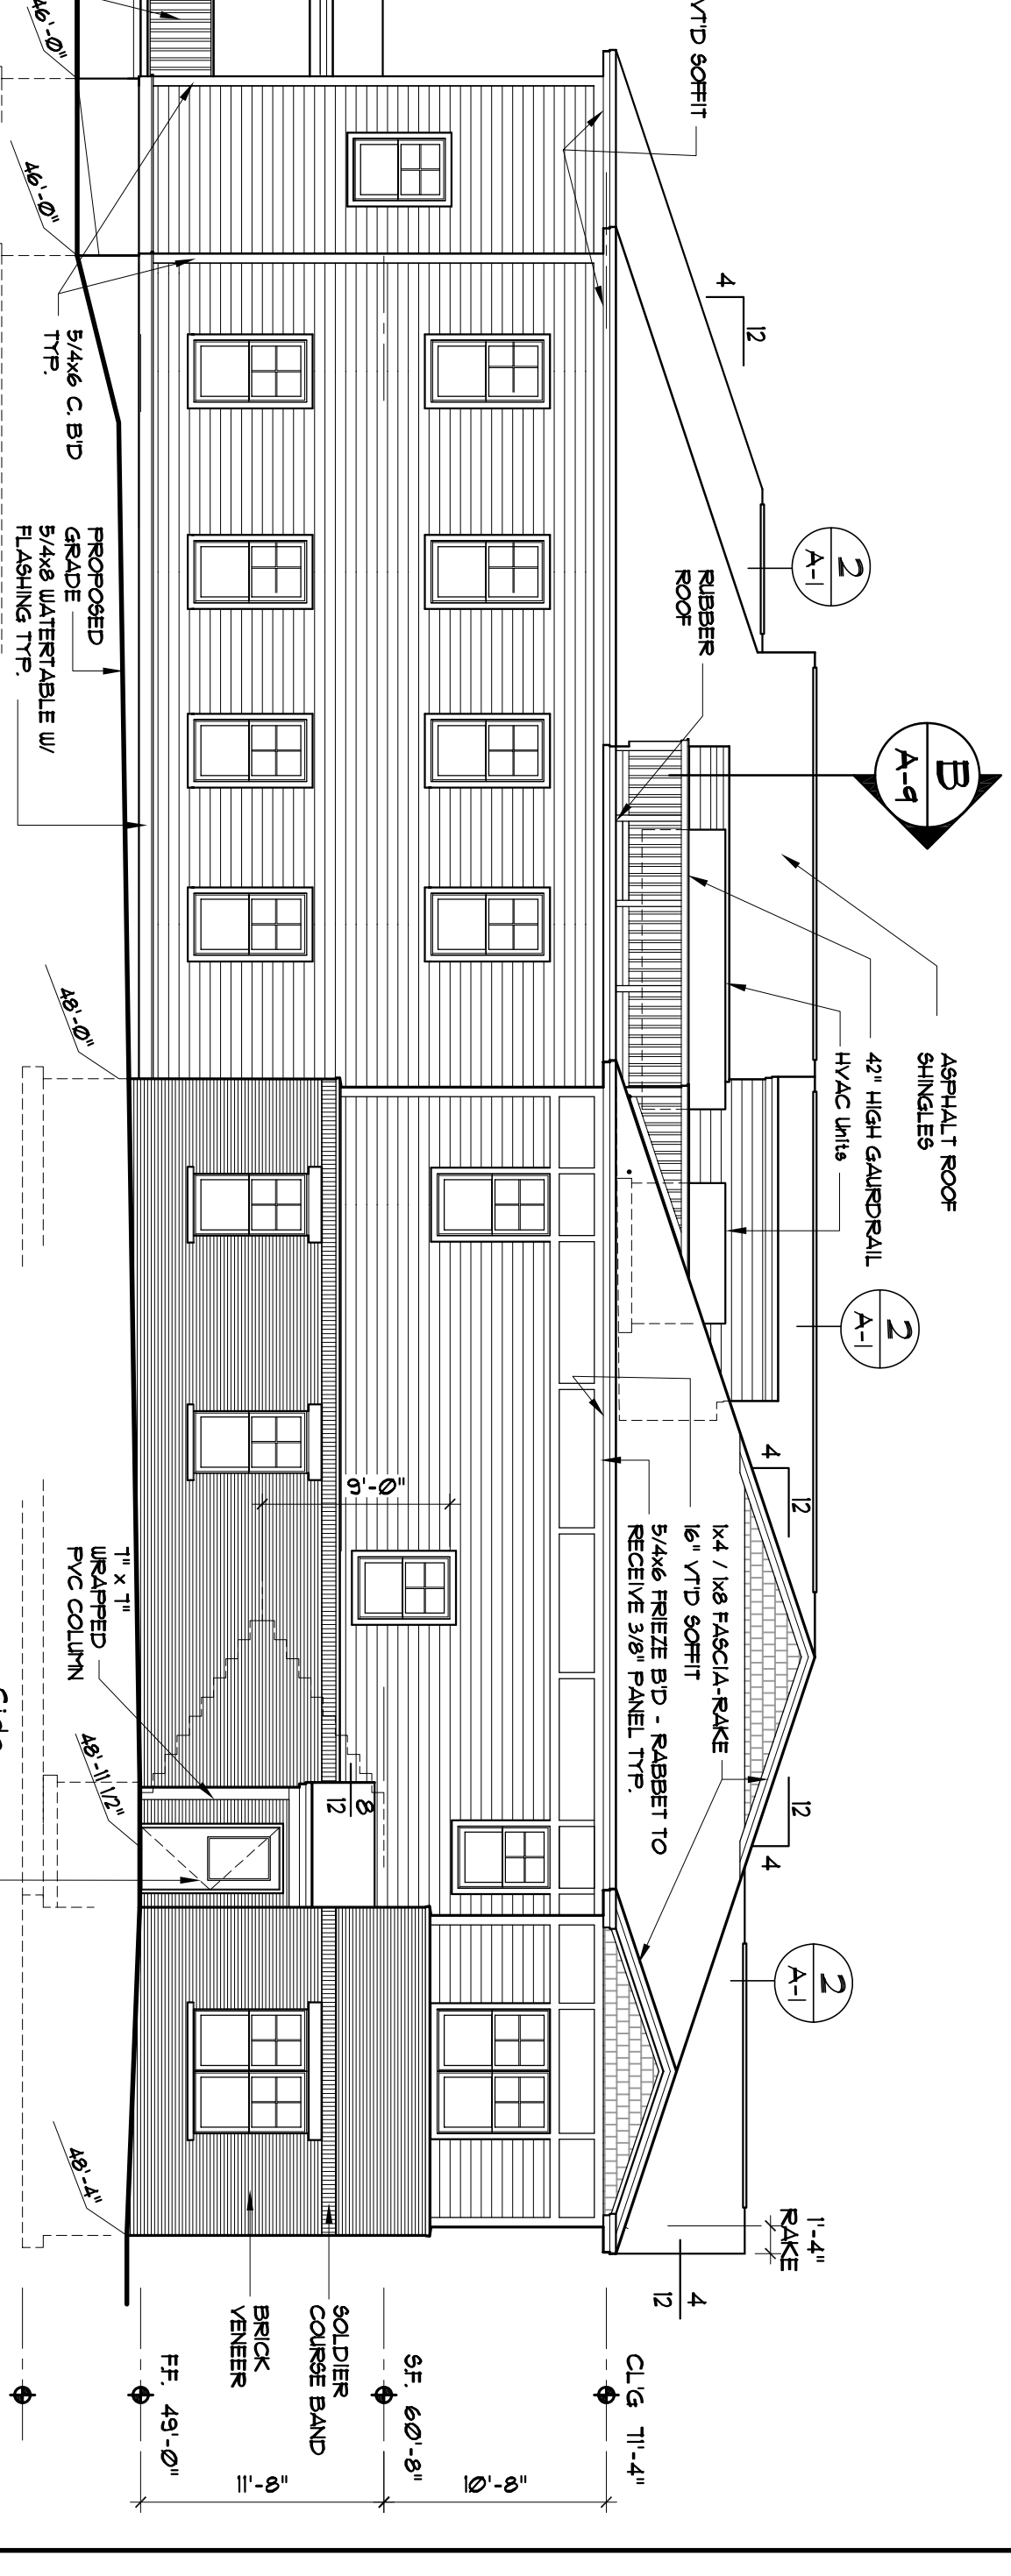 VT'D SOFFIT
4
12
2
A-1
B
A-9
RUBBER
ROOF
ASPHALT ROOF
SHINGLES
42" HIGH GAURDRAIL
HVAC Units
2
A-1
4
12
1x4 / 1x8 FASCIA-RAKE
16" VT'D SOFFIT
5/4x6 FRIEZE B'D - RABBET TO
RECEIVE 3/8" PANEL TYP.
12
4
2
A-1
1'-4"
RAKE
4
12
CL'G 71'-4"
S.F. 60'-8"
F.F. 49'-0"
10'-8"
11'-8"
SOLDIER
COURSE BAND
BRICK
VENEER
9'-0"
8
12
46'-0"
46'-0"
5/4x6 C. B'D
TYP.
PROPOSED
GRADE
5/4x8 WATERTABLE W/
FLASHING TYP.
48'-0"
7" x 7"
WRAPPED
PVC COLUMN
48'-11 1/2"
48'-4"